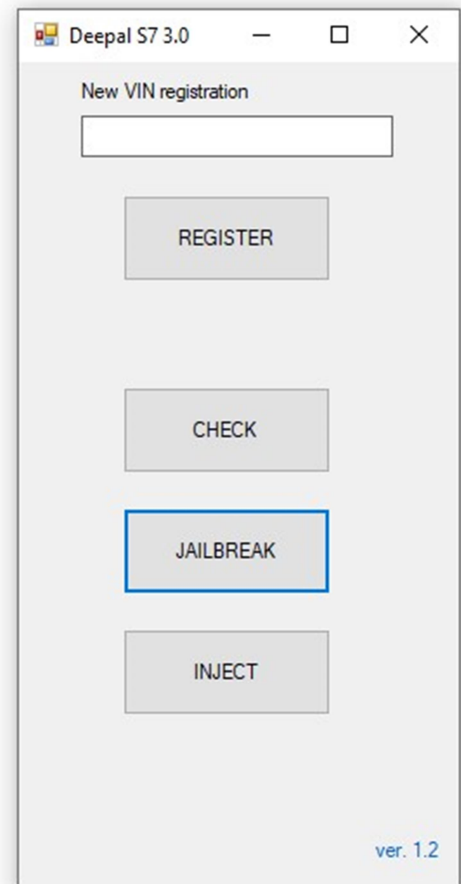 Deepal S7 3.0
New VIN registration
REGISTER
CHECK
JAILBREAK
INJECT
ver. 1.2